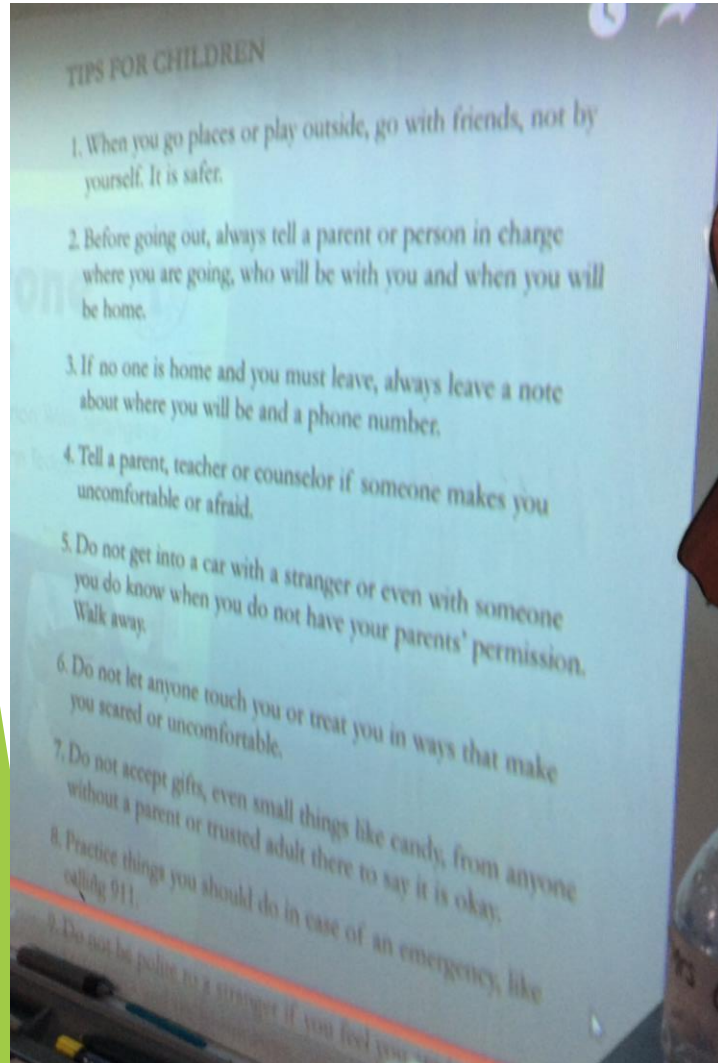 TIPS FOR CHILDREN
1. When you go places or play outside, go with friends, not by
yourself. It is safer.
2. Before going out, always tell a parent or person in charge
where you are going, who will be with you and when you will
be home.
3. If no one is home and you must leave, always leave a note
about where you will be and a phone number.
4. Tell a parent, teacher or counselor if someone makes you
uncomfortable or afraid.
5. Do not get into a car with a stranger or even with someone
you do know when you do not have your parents' permission.
Walk away.
6. Do not let anyone touch you or treat you in ways that make
you scared or uncomfortable.
7. Do not accept gifts, even small things like candy, from anyone
without a parent or trusted adult there to say it is okay.
8. Practice things you should do in case of an emergency, like
calling 911.
9. Do not be polite to a stranger if you feel you